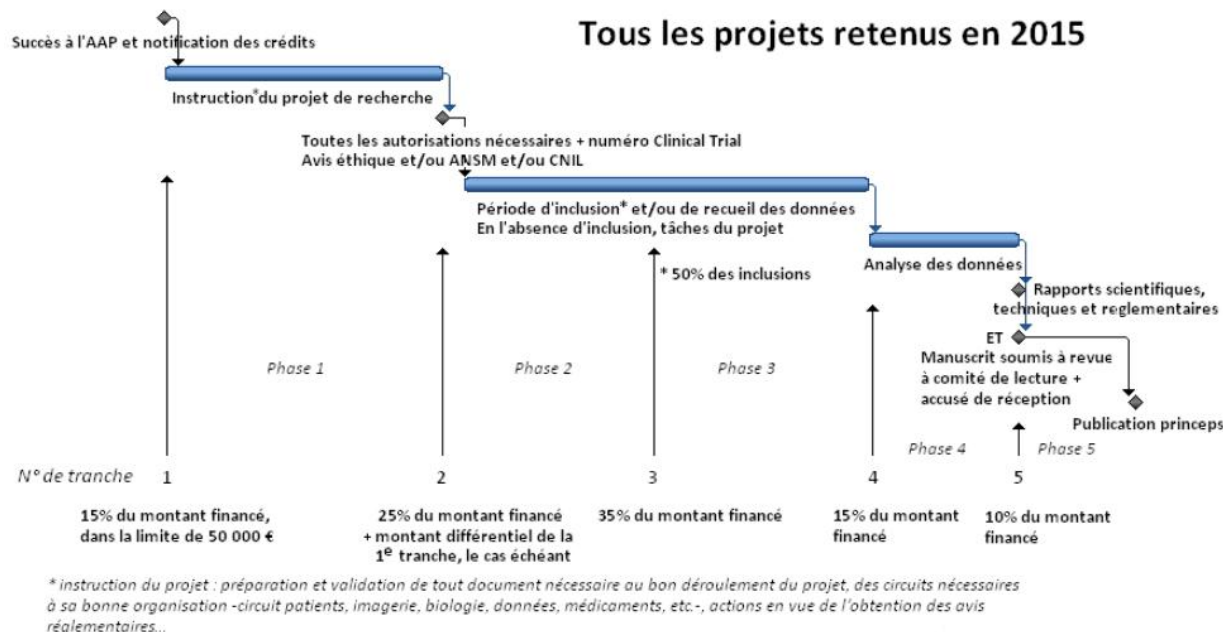 Tous les projets retenus en 2015
Succès à l'AAP et notification des crédits
Instruction* du projet de recherche
Toutes les autorisations nécessaires + numéro Clinical Trial
Avis éthique et/ou ANSM et/ou CNIL
Période d'inclusion* et/ou de recueil des données
En l'absence d'inclusion, tâches du projet
Analyse des données
* 50% des inclusions
Rapports scientifiques,
techniques et reglementaires
ET
Manuscrit soumis à revue
à comité de lecture +
accusé de réception
Publication princeps
Phase 1
Phase 2
Phase 3
Phase 4
Phase 5
N° de tranche 1 2 3 4 5
15% du montant financé,
dans la limite de 50 000 €
25% du montant financé
+ montant différentiel de la
1e tranche, le cas échéant
35% du montant financé
15% du montant
financé
10% du montant
financé
* instruction du projet : préparation et validation de tout document nécessaire au bon déroulement du projet, des circuits nécessaires
à sa bonne organisation -circuit patients, imagerie, biologie, données, médicaments, etc.-, actions en vue de l'obtention des avis
réglementaires...